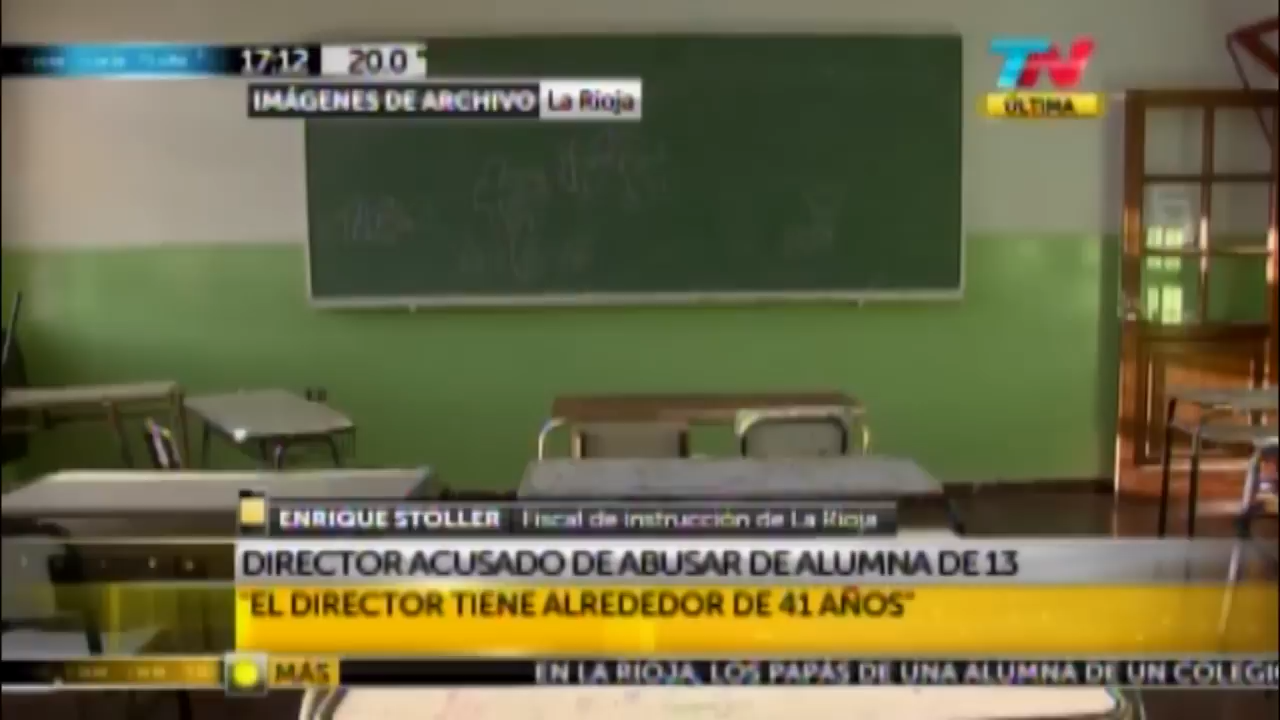 17:12 20.0
IMÁGENES DE ARCHIVO La Rioja
TN
ÚLTIMA
ENRIQUE STOLLER Fiscal de instrucción de La Rioja
DIRECTOR ACUSADO DE ABUSAR DE ALUMNA DE 13
"EL DIRECTOR TIENE ALREDEDOR DE 41 AÑOS"
MÁS EN LA RIOJA, LOS PAPÁS DE UNA ALUMNA DE UN COLEGI